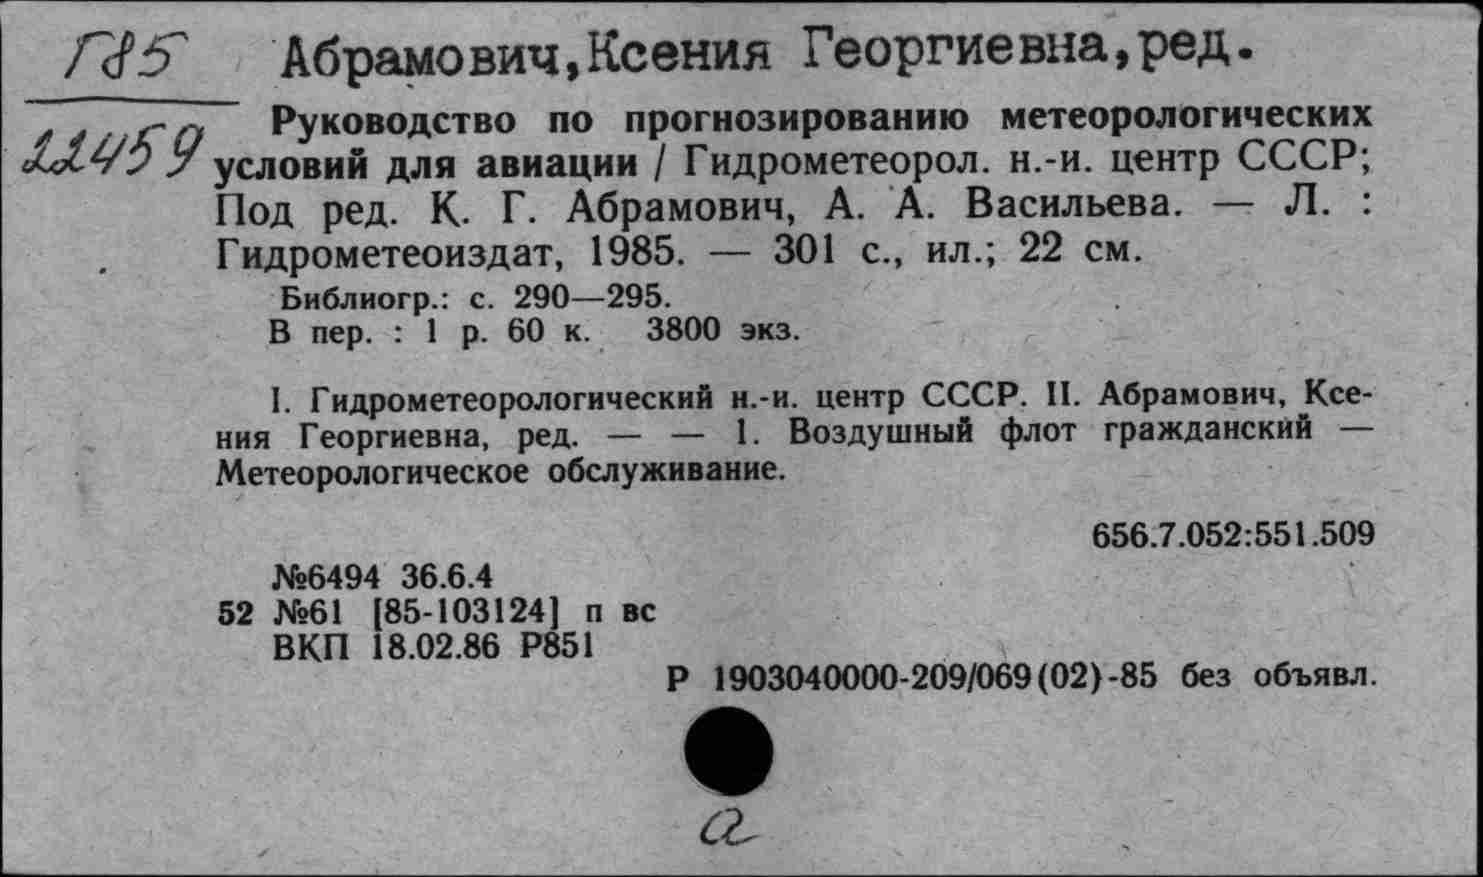 Г85
22459
Абрамович,Ксения Георгиевна,ред.
Руководство по прогнозированию метеорологических
условий для авиации / Гидрометеорол. н.-и. центр СССР;
Под ред. К. Г. Абрамович, А. А. Васильева. — Л. :
Гидрометеоиздат, 1985. — 301 с., ил.; 22 см.
Библиогр.: с. 290—295.
В пер. : 1 р. 60 к. 3800 экз.
I. Гидрометеорологический н.-и. центр СССР. II. Абрамович, Ксе-
ния Георгиевна, ред. — — 1. Воздушный флот гражданский —
Метеорологическое обслуживание.
656.7.052:551.509
№6494 36.6.4
52 №61 [85-103124] п вс
ВКП 18.02.86 Р851
Р 1903040000-209/069(02)-85 без объявл.
а